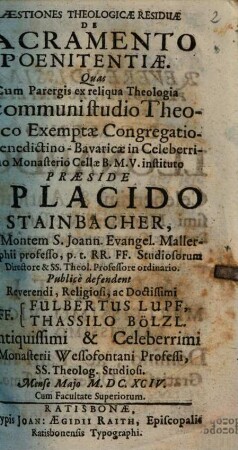 ÆSTIONES THEOLOGICÆ RESIDUÆ
DE
ACRAMENTO
POENITENTIÆ.
Quas
Cum Parergis ex reliqua Theologia
communi studio Theo-
co Exemptæ Congregatio-
enedictino-Bavaricæ in Celeberri-
o Monasterio Cellæ B. M. V. instituto
PRÆSIDE
PLACIDO
STAINBACHER,
Montem S. Joann. Evangel. Maller-
phii professo, p. t. RR. FF. Studiosorum
Directore & SS. Theol. Professore ordinario.
Publicè defendent
Reverendi, Religiosi, ac Doctissimi
FF. { FULBERTUS LUPF,
THASSILO BöLZL.
ntiquissimi & Celeberrimi
Monasterii Wessofontani Professi,
SS. Theolog. Studiosi.
Mense Majo M. DC. XCIV.
Cum Facultate Superiorum.
RATISBONÆ,
ypis JOANI ÆGIDII RAITH, Episcopalis
Ratisbonensis Typographi.